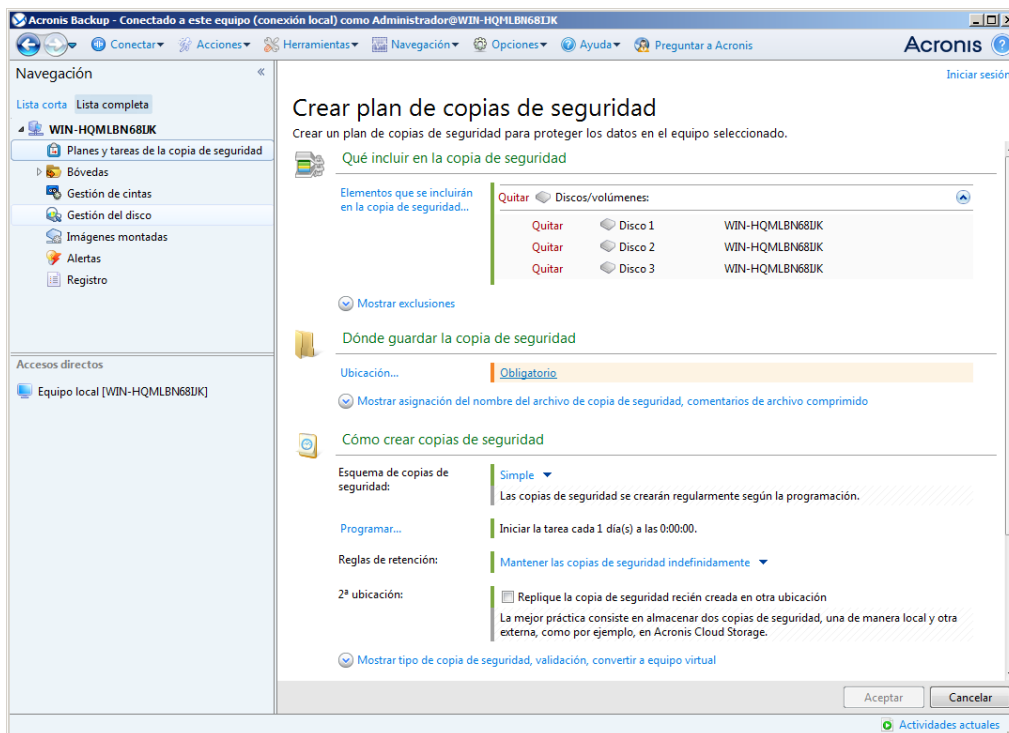 Acronis Backup - Conectado a este equipo (conexión local) como Administrador@WIN-HQMLBN68IJK
Conectar Acciones Herramientas Navegación Opciones Ayuda Preguntar a Acronis Acronis
Navegación
Lista corta Lista completa
WIN-HQMLBN68IJK
Planes y tareas de la copia de seguridad
Bóvedas
Gestión de cintas
Gestión del disco
Imágenes montadas
Alertas
Registro
Accesos directos
Equipo local [WIN-HQMLBN68IJK]
Iniciar sesión
Crear plan de copias de seguridad
Crear un plan de copias de seguridad para proteger los datos en el equipo seleccionado.
Qué incluir en la copia de seguridad
Elementos que se incluirán
en la copia de seguridad...
Quitar Discos/volúmenes:
Quitar Disco 1 WIN-HQMLBN68IJK
Quitar Disco 2 WIN-HQMLBN68IJK
Quitar Disco 3 WIN-HQMLBN68IJK
Mostrar exclusiones
Dónde guardar la copia de seguridad
Ubicación... Obligatorio
Mostrar asignación del nombre del archivo de copia de seguridad, comentarios de archivo comprimido
Cómo crear copias de seguridad
Esquema de copias de
seguridad:
Simple
Las copias de seguridad se crearán regularmente según la programación.
Programar... Iniciar la tarea cada 1 día(s) a las 0:00:00.
Reglas de retención: Mantener las copias de seguridad indefinidamente
2ª ubicación: Replique la copia de seguridad recién creada en otra ubicación
La mejor práctica consiste en almacenar dos copias de seguridad, una de manera local y otra
externa, como por ejemplo, en Acronis Cloud Storage.
Mostrar tipo de copia de seguridad, validación, convertir a equipo virtual
Aceptar Cancelar
Actividades actuales